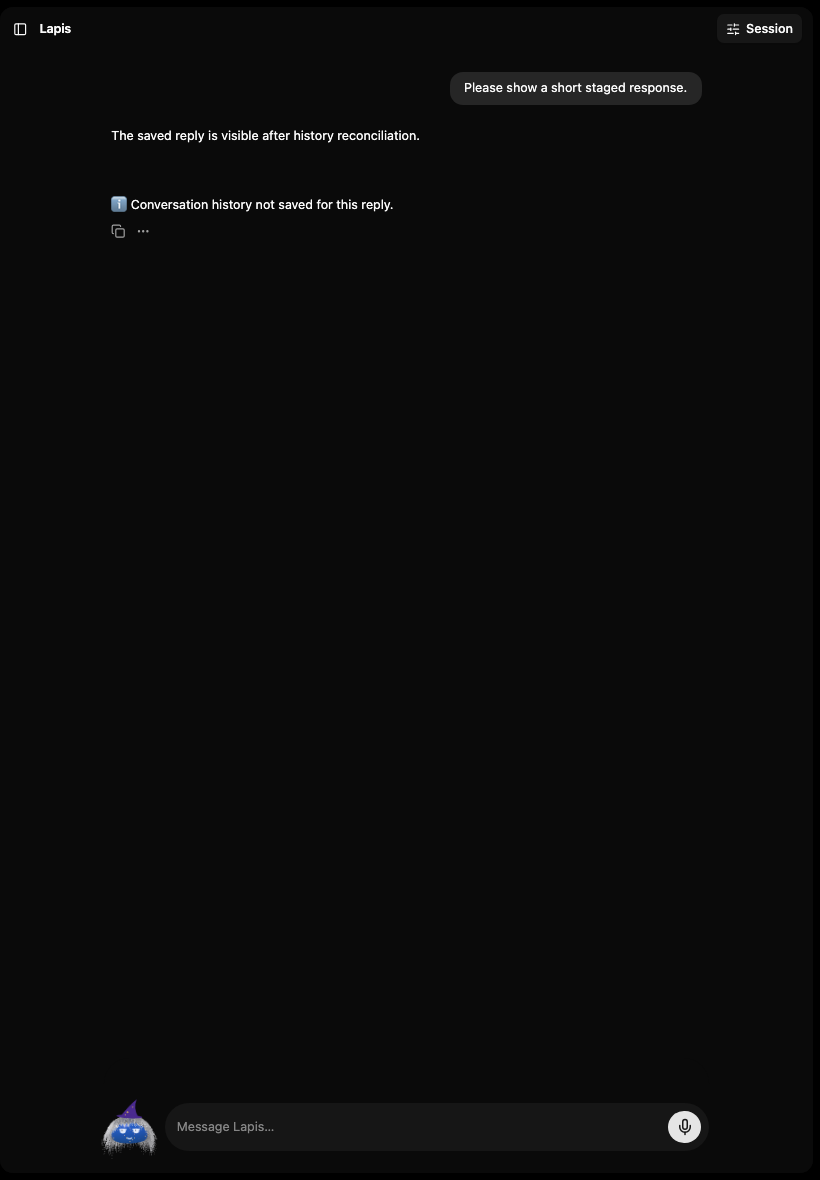 Lapis
Session
Please show a short staged response.
The saved reply is visible after history reconciliation.
ℹ️ Conversation history not saved for this reply.
Message Lapis...